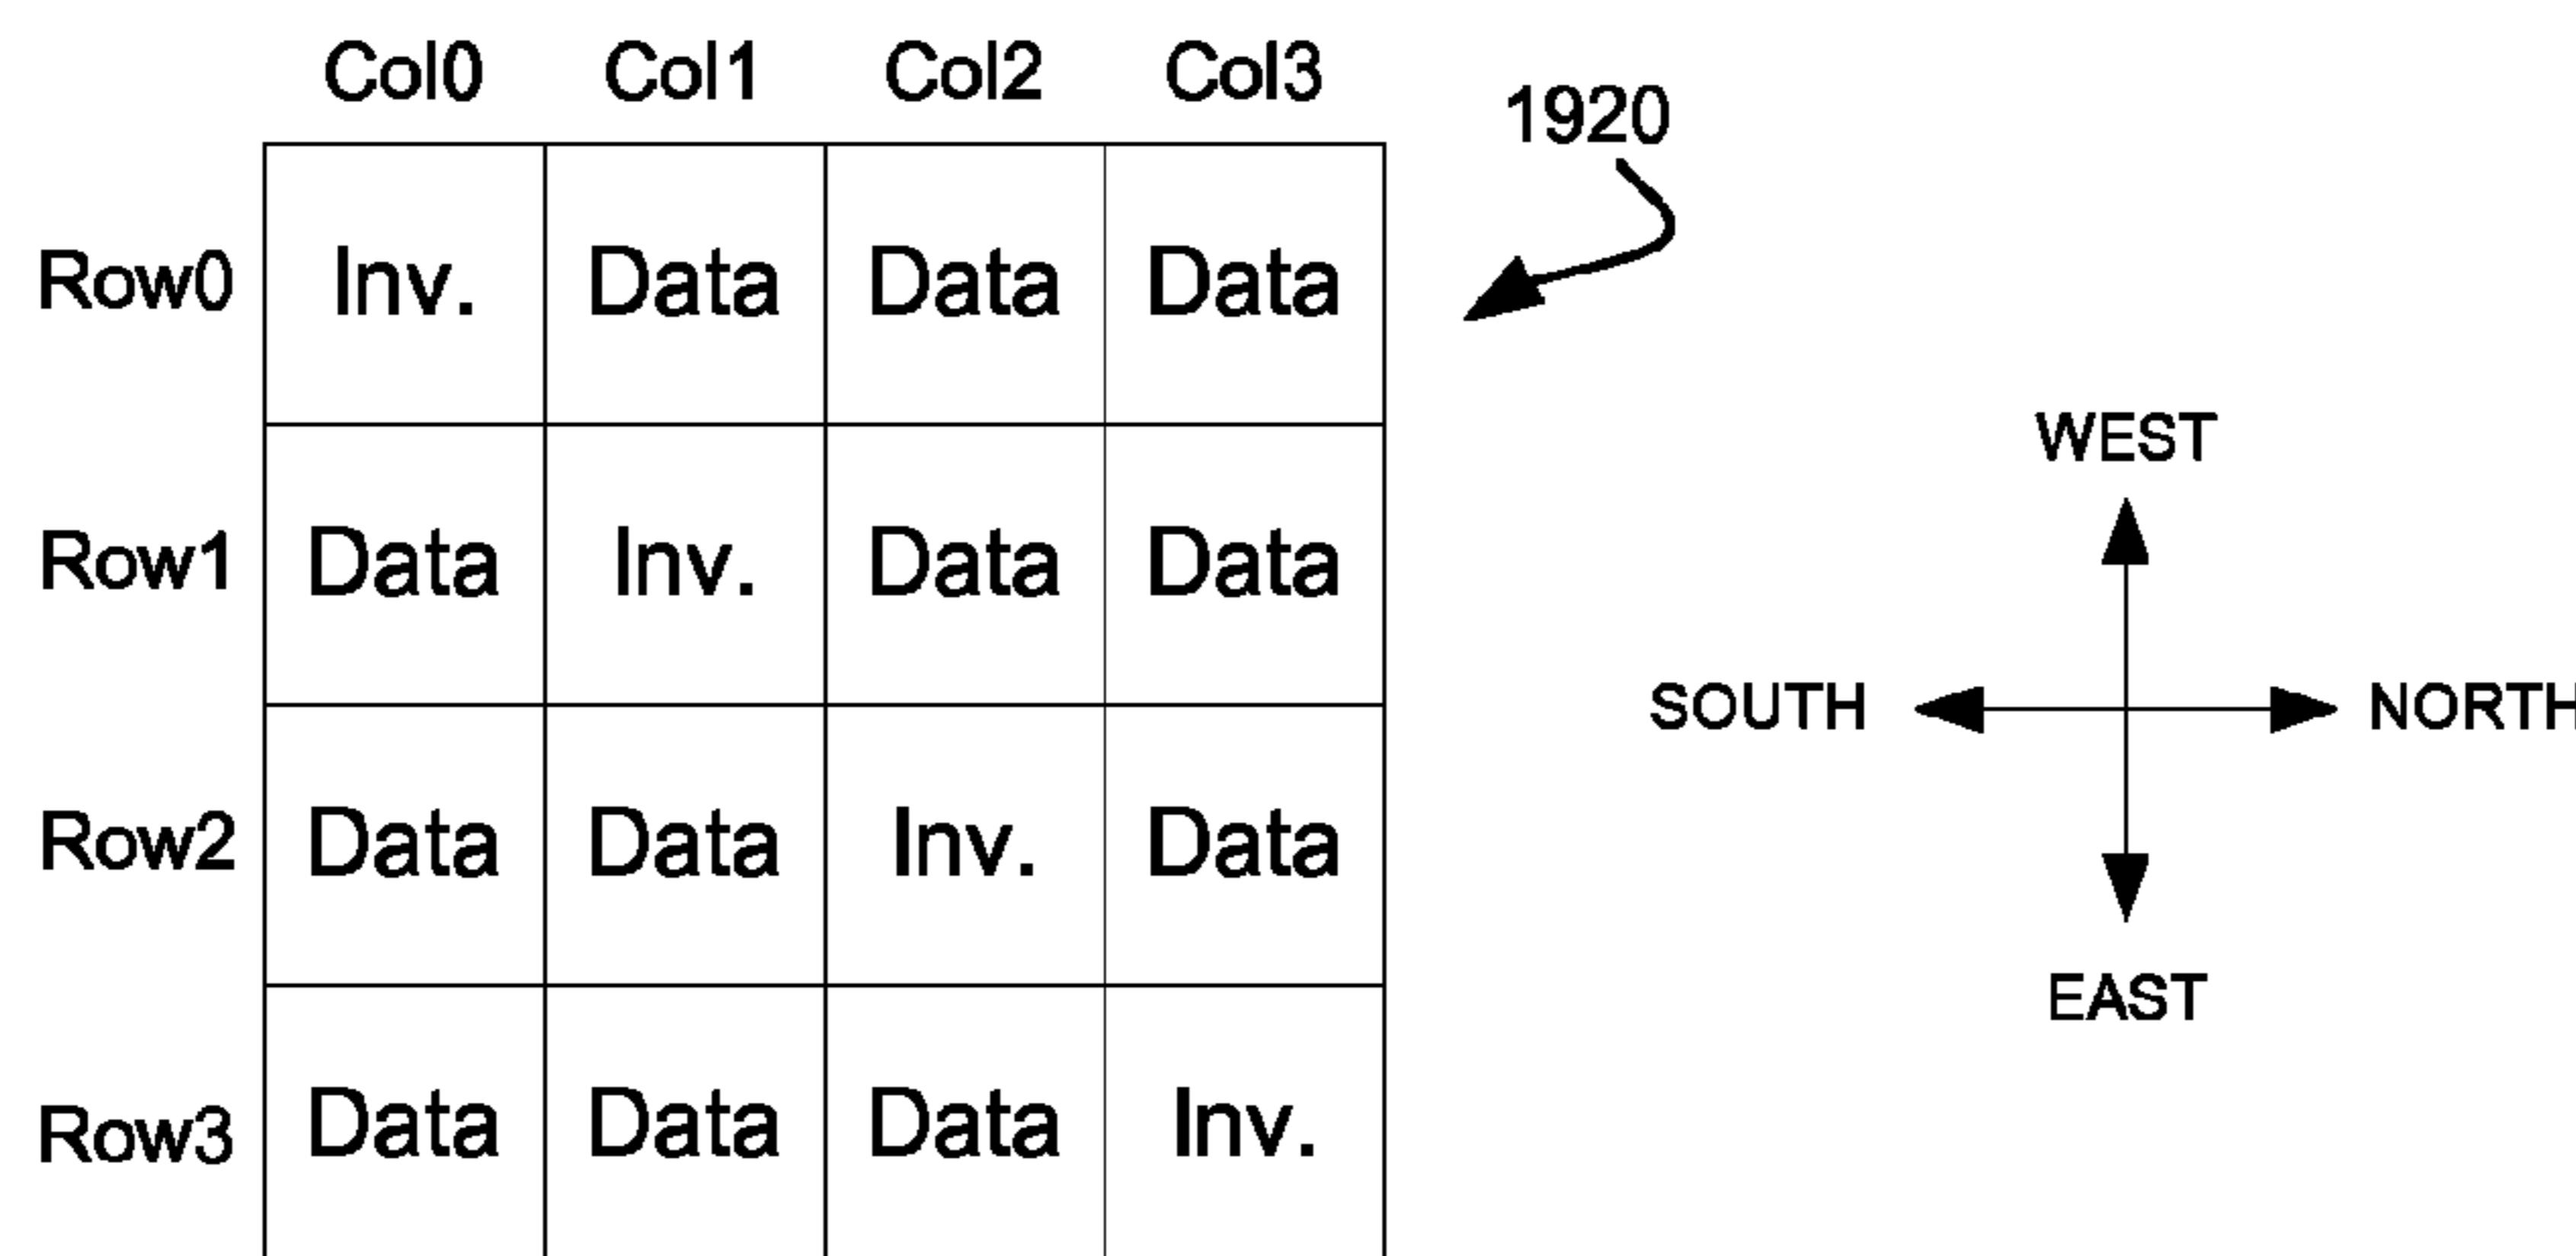 Col0 Col1 Col2 Col3
1920
Row0 Inv. Data Data Data
Row1 Data Inv. Data Data
Row2 Data Data Inv. Data
Row3 Data Data Data Inv.
WEST
SOUTH NORTH
EAST